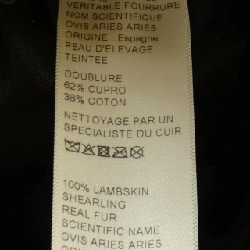 VERITABLE FOURRURE
NOM SCIENTIFIQUE
OVIS ARIES ARIES
ORIGINE : Espagne
PEAU D'ELEVAGE
TEINTEE
DOUBLURE
62% CUPRO
38% COTON
NETTOYAGE PAR UN
SPECIALISTE DU CUIR
100% LAMBSKIN
SHEARLING
REAL FUR
SCIENTIFIC NAME
OVIS ARIES ARIES